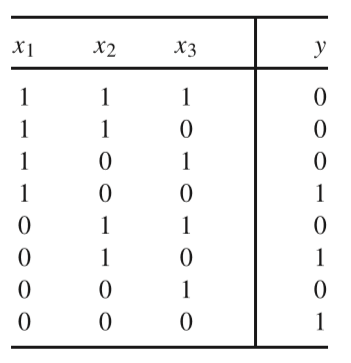 x₁ x₂ x₃ y
1 1 1 0
1 1 0 0
1 0 1 0
1 0 0 1
0 1 1 0
0 1 0 1
0 0 1 0
0 0 0 1